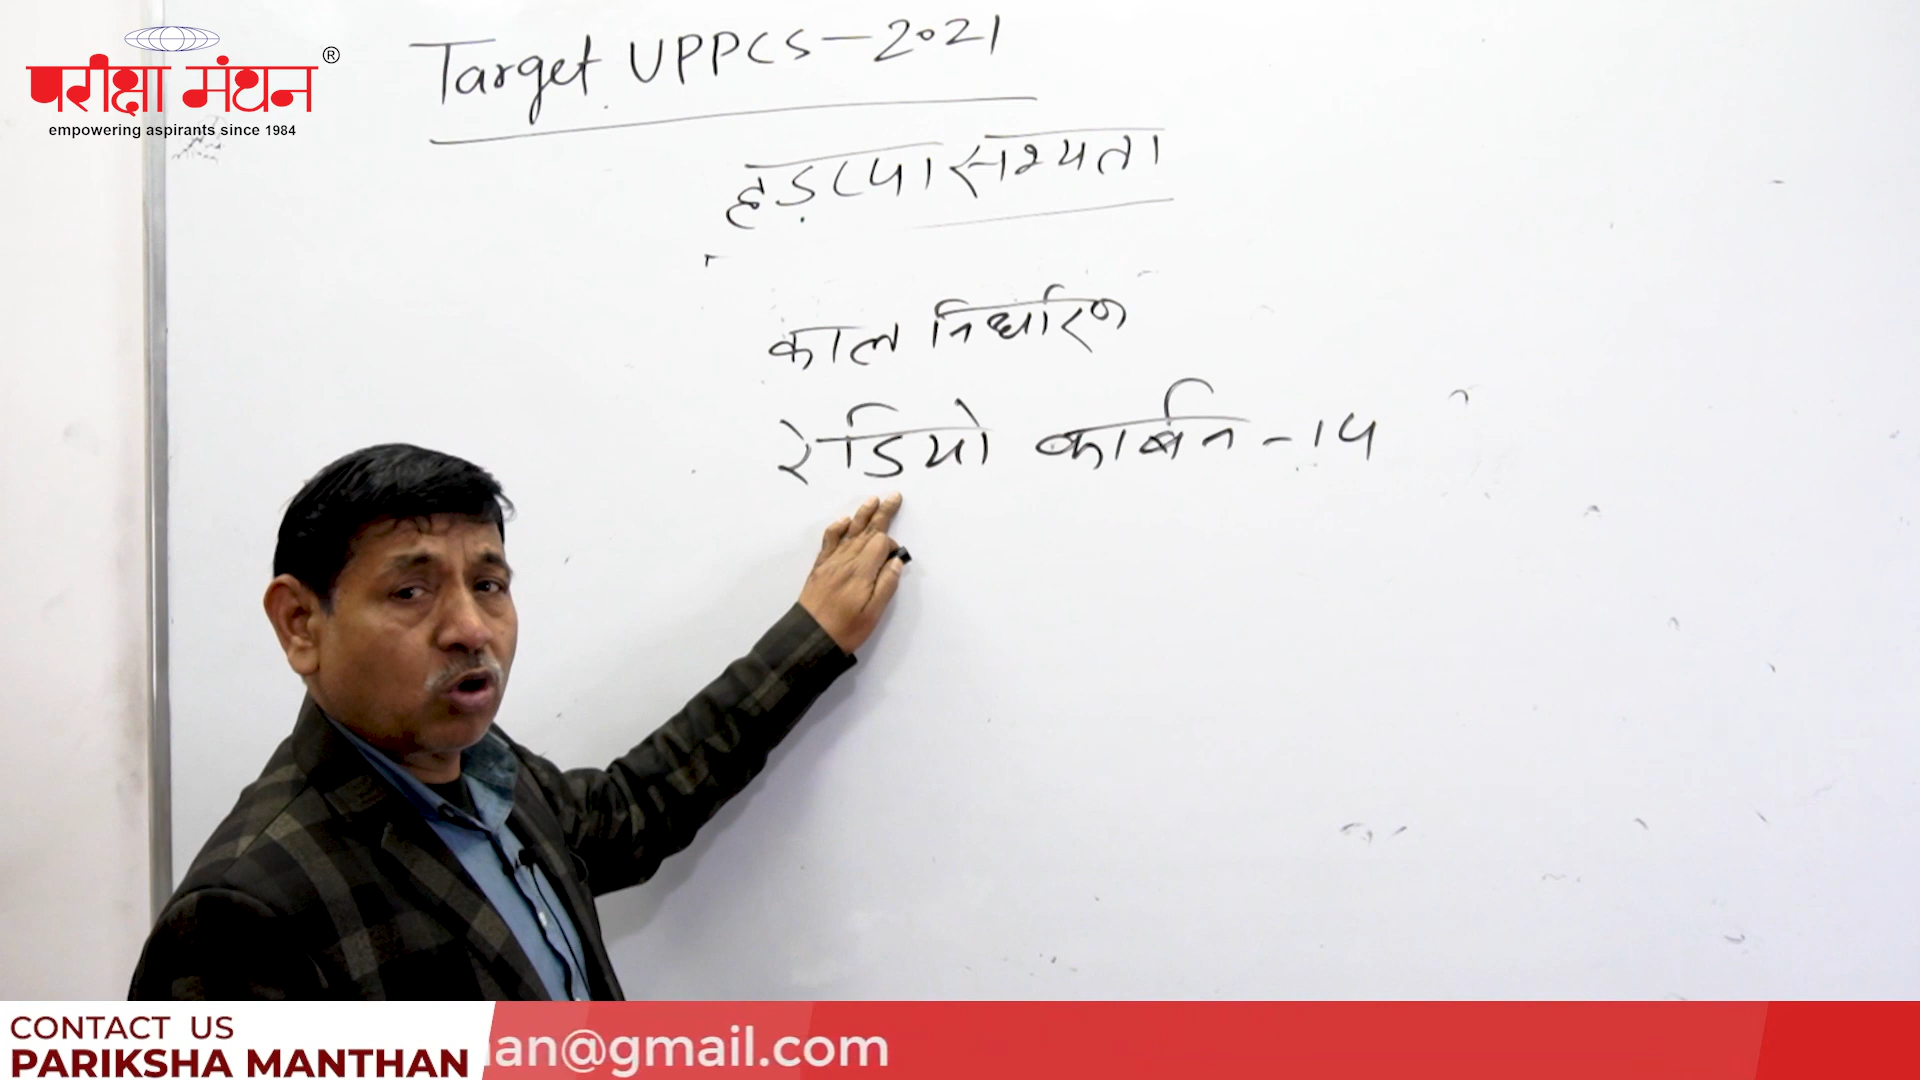 परीक्षा मंथन ®
empowering aspirants since 1984
Target UPPCS-2021
हड़प्पा सभ्यता
काल निर्धारण
रेडियो कार्बन-14
CONTACT US
PARIKSHA MANTHAN
an@gmail.com